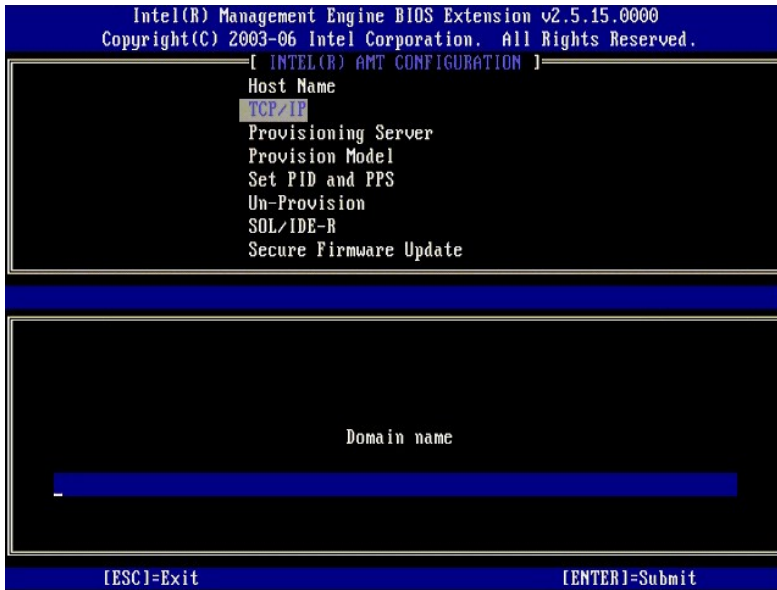 Intel(R) Management Engine BIOS Extension v2.5.15.0000
Copyright(C) 2003-06 Intel Corporation. All Rights Reserved.
[ INTEL(R) AMT CONFIGURATION ]
Host Name
TCP/IP
Provisioning Server
Provision Model
Set PID and PPS
Un-Provision
SOL/IDE-R
Secure Firmware Update
Domain name
[ESC]=Exit [ENTER]=Submit